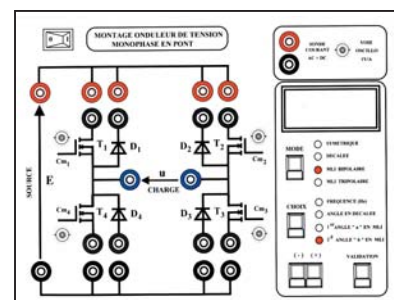 MONTAGE ONDULEUR DE TENSION
MONOPHASE EN PONT
SONDE
COURANT
AC + DC
VOIE
OSCILLO
1V/A
T1
D1
D2
T2
Cm1
Cm2
SOURCE
E
u
CHARGE
Cm4
T4
D4
D3
T3
Cm3
MODE
SYMETRIQUE
DECALEE
MLI BIPOLAIRE
MLI TRIPOLAIRE
CHOIX
FREQUENCE (Hz)
ANGLE EN DECALEE
ANGLE " a " EN MLI
ANGLE " b " EN MLI
( - ) ( + )
VALIDATION